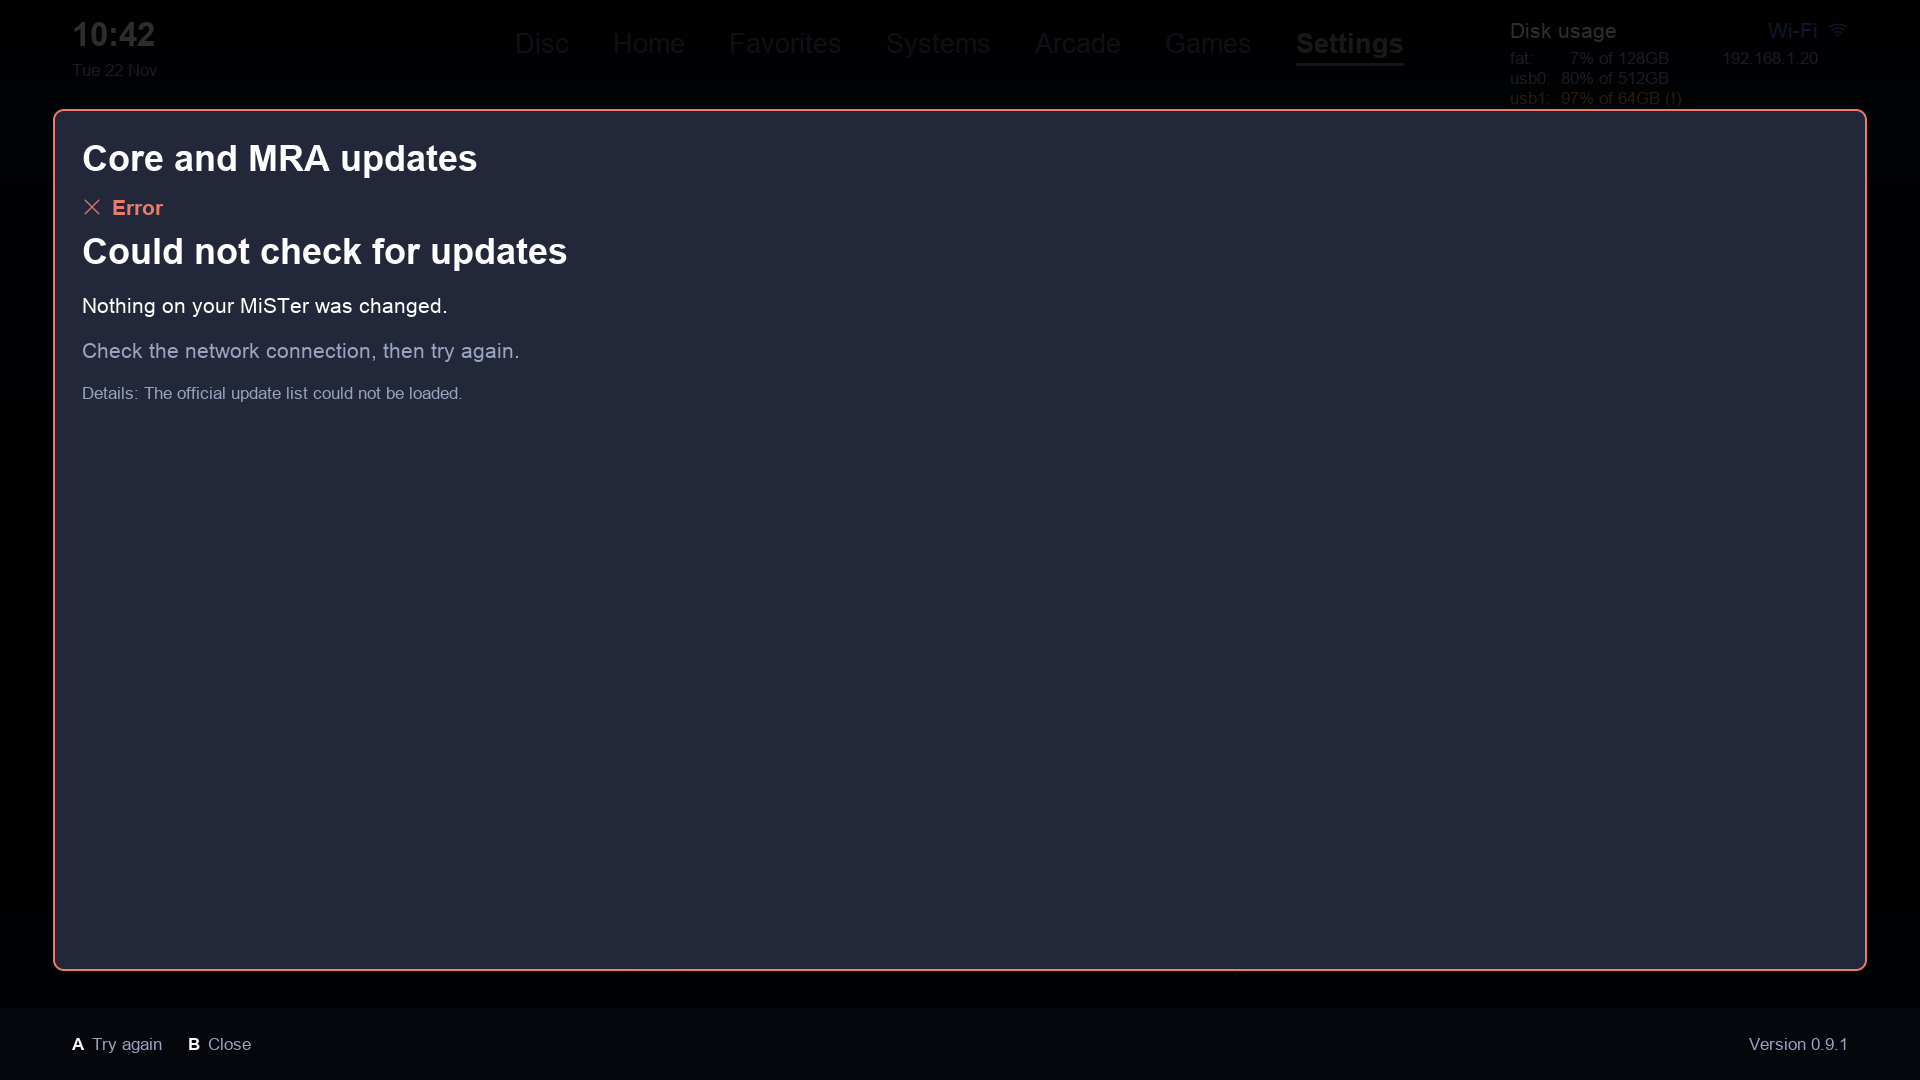 10:42
Tue 22 Nov
Disc Home Favorites Systems Arcade Games Settings
Disk usage
fat: 7% of 128GB
usb0: 80% of 512GB
usb1: 97% of 64GB (!)
Wi-Fi
192.168.1.20
Core and MRA updates
Error
Could not check for updates
Nothing on your MiSTer was changed.
Check the network connection, then try again.
Details: The official update list could not be loaded.
A Try again B Close
Version 0.9.1